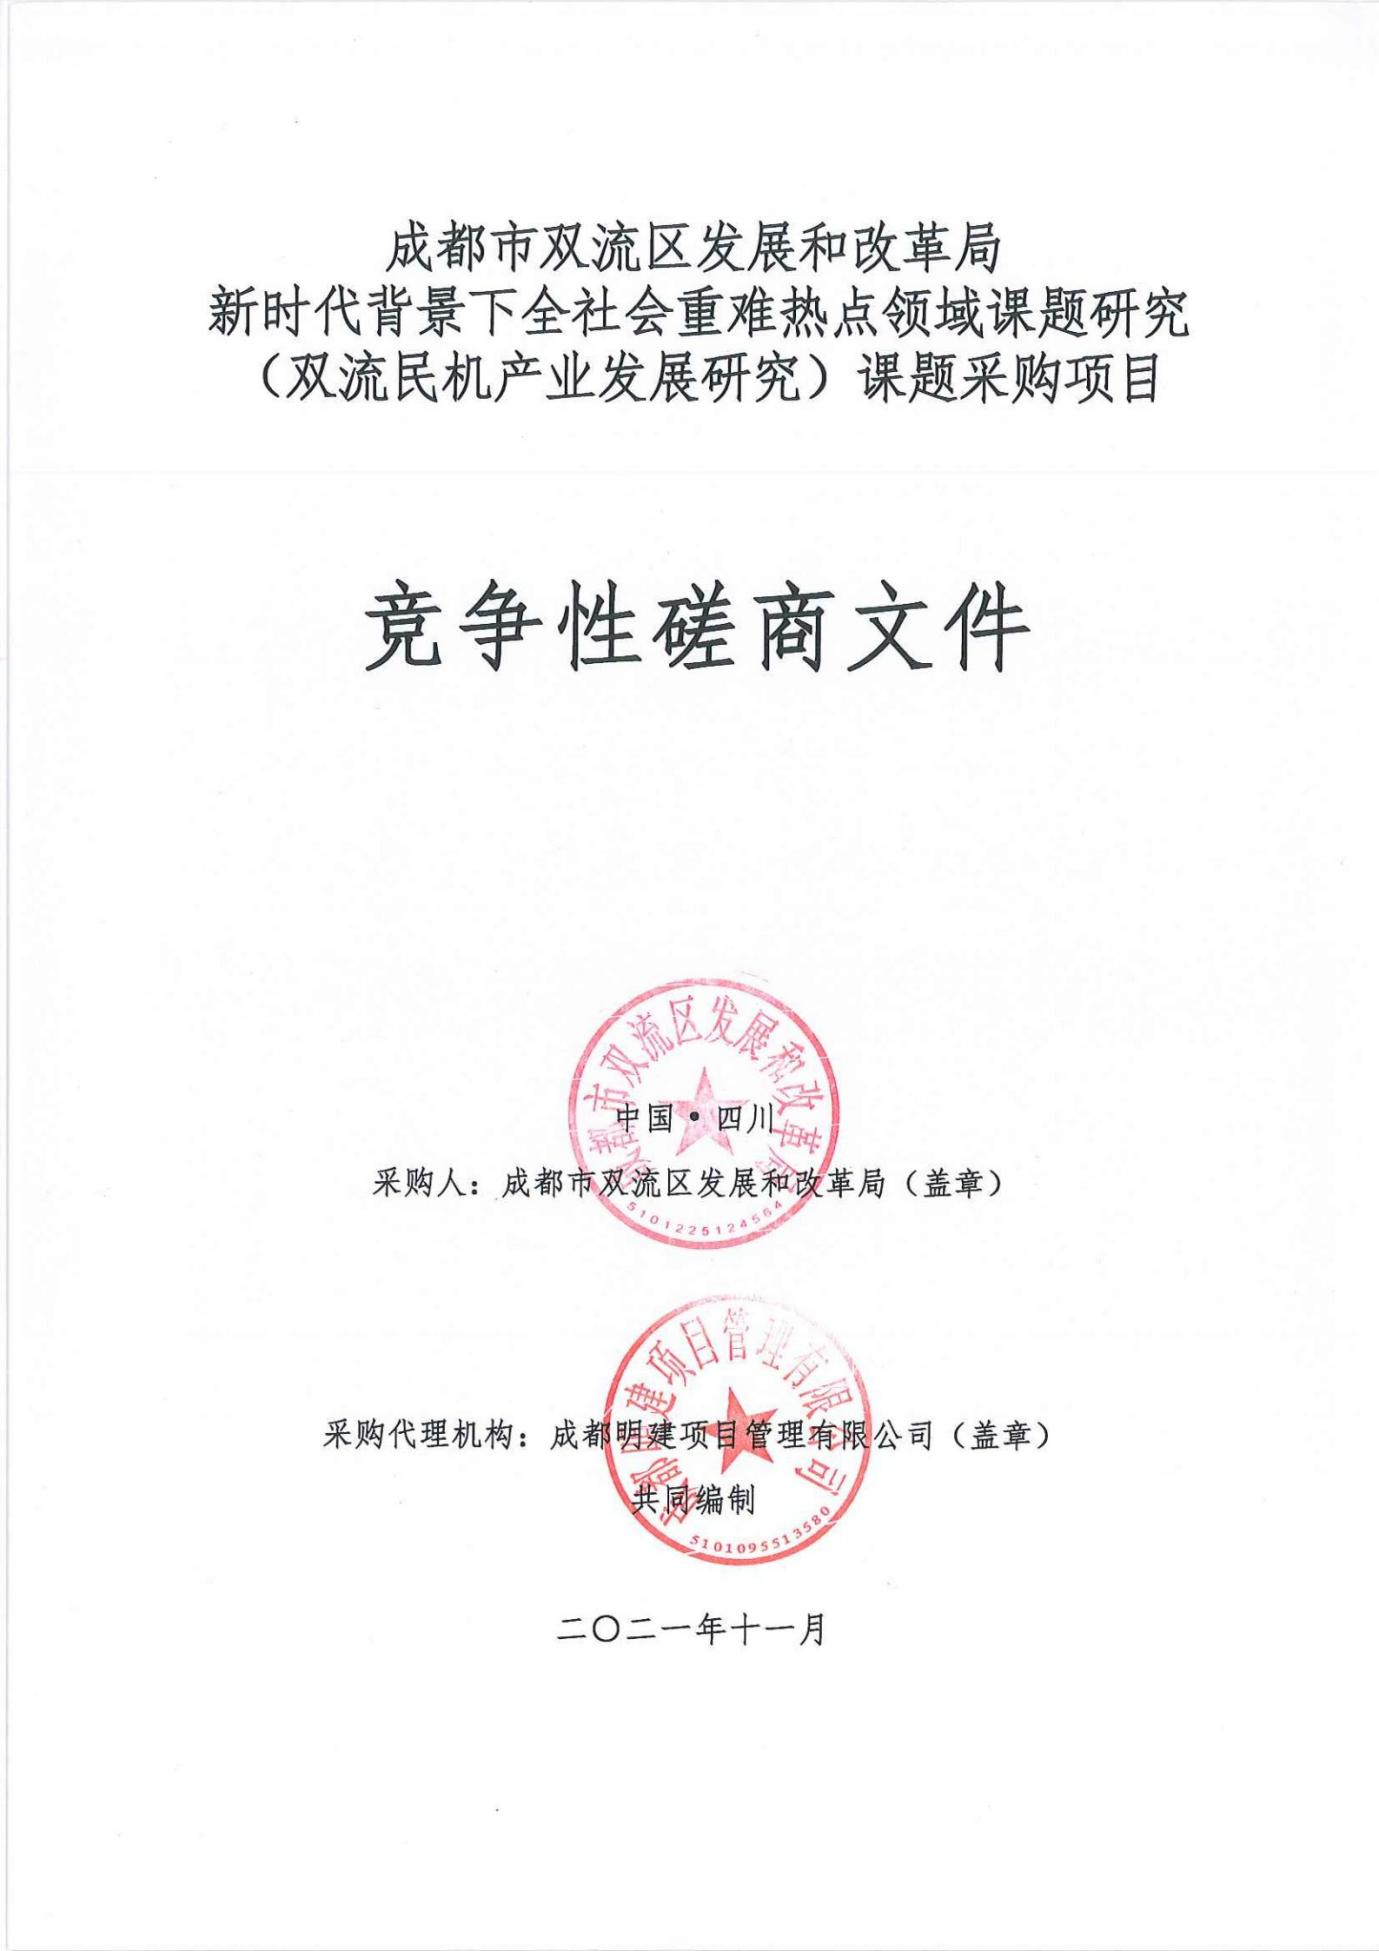 成都市双流区发展和改革局
新时代背景下全社会重难热点领域课题研究
（双流民机产业发展研究）课题采购项目
竞争性磋商文件
成都市双流区发展和改革局
中国·四川
采购人：成都市双流区发展和改革局（盖章）
5101225124564
成都明建项目管理有限公司
采购代理机构：成都明建项目管理有限公司（盖章）
共同编制
5101095513580
二〇二一年十一月